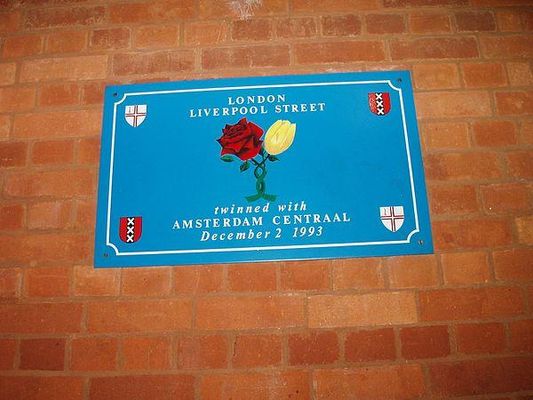 LONDON
LIVERPOOL STREET
twinned with
AMSTERDAM CENTRAAL
December 2 1993